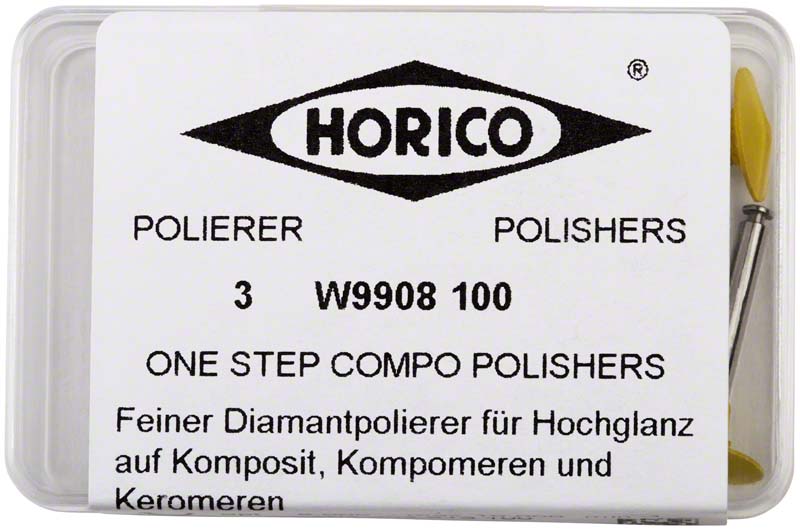 ®
HORICO
POLIERER POLISHERS
3 W9908 100
ONE STEP COMPO POLISHERS
Feiner Diamantpolierer für Hochglanz
auf Komposit, Kompomeren und
Keromeren